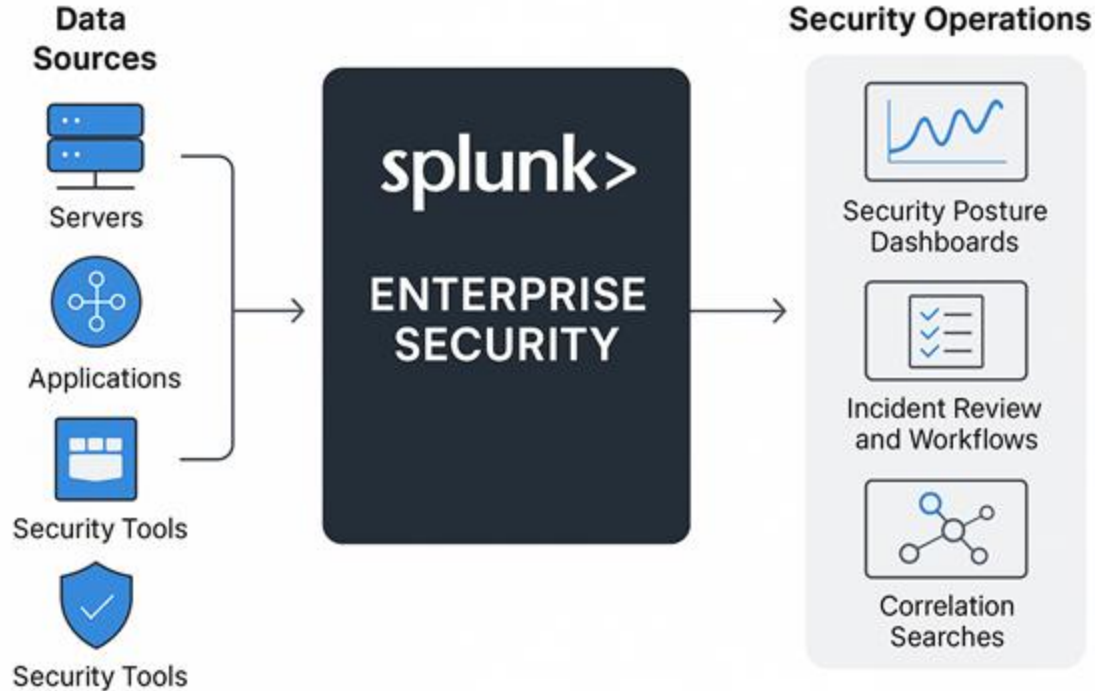 Data
Sources
Servers
Applications
Security Tools
Security Tools
splunk>
ENTERPRISE
SECURITY
Security Operations
Security Posture
Dashboards
Incident Review
and Workflows
Correlation
Searches